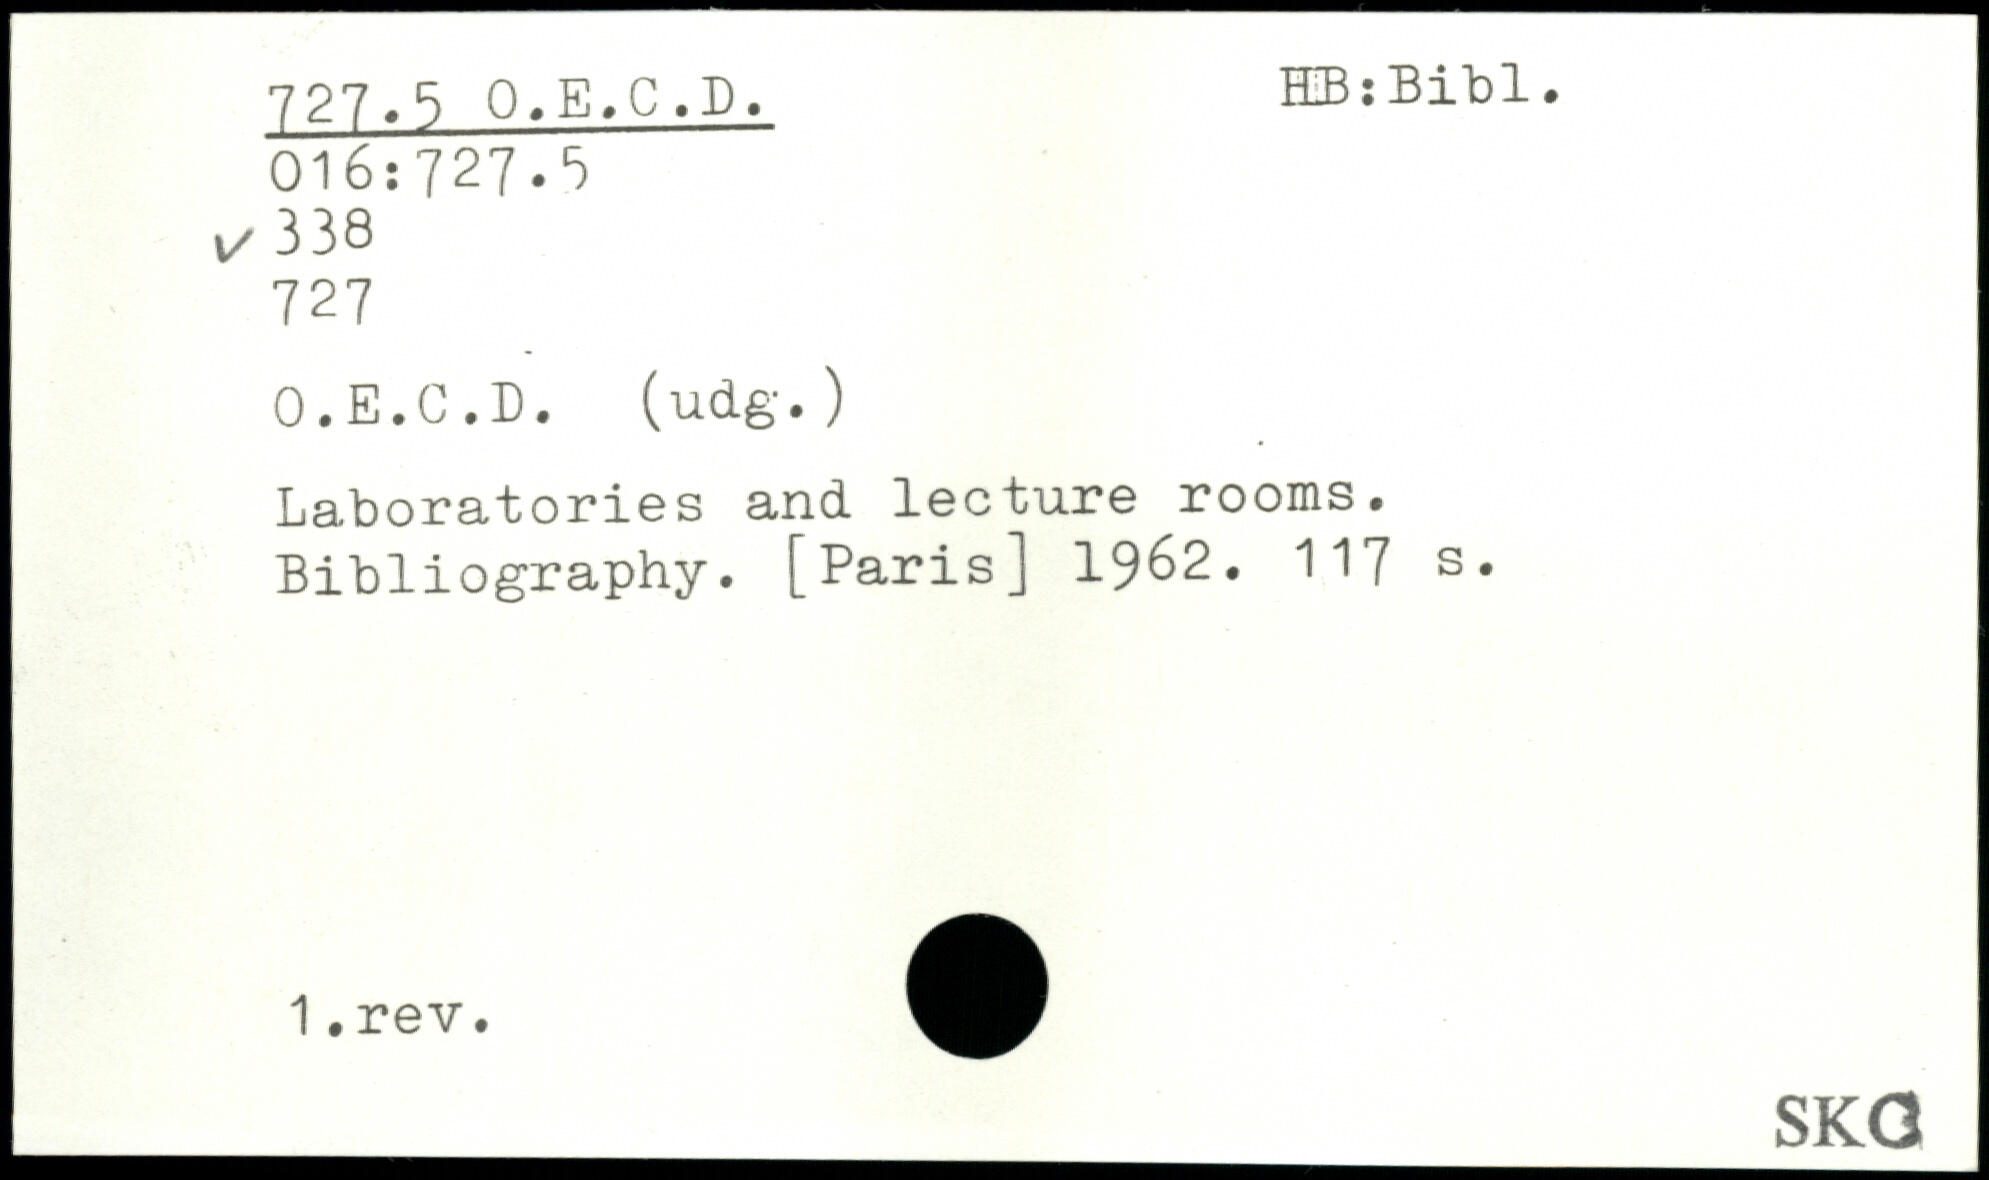 727.5 O.E.C.D. HB:Bibl.
016:727.5
✓ 338
727
O.E.C.D. (udg.)
Laboratories and lecture rooms.
Bibliography. [Paris] 1962. 117 s.
1.rev.